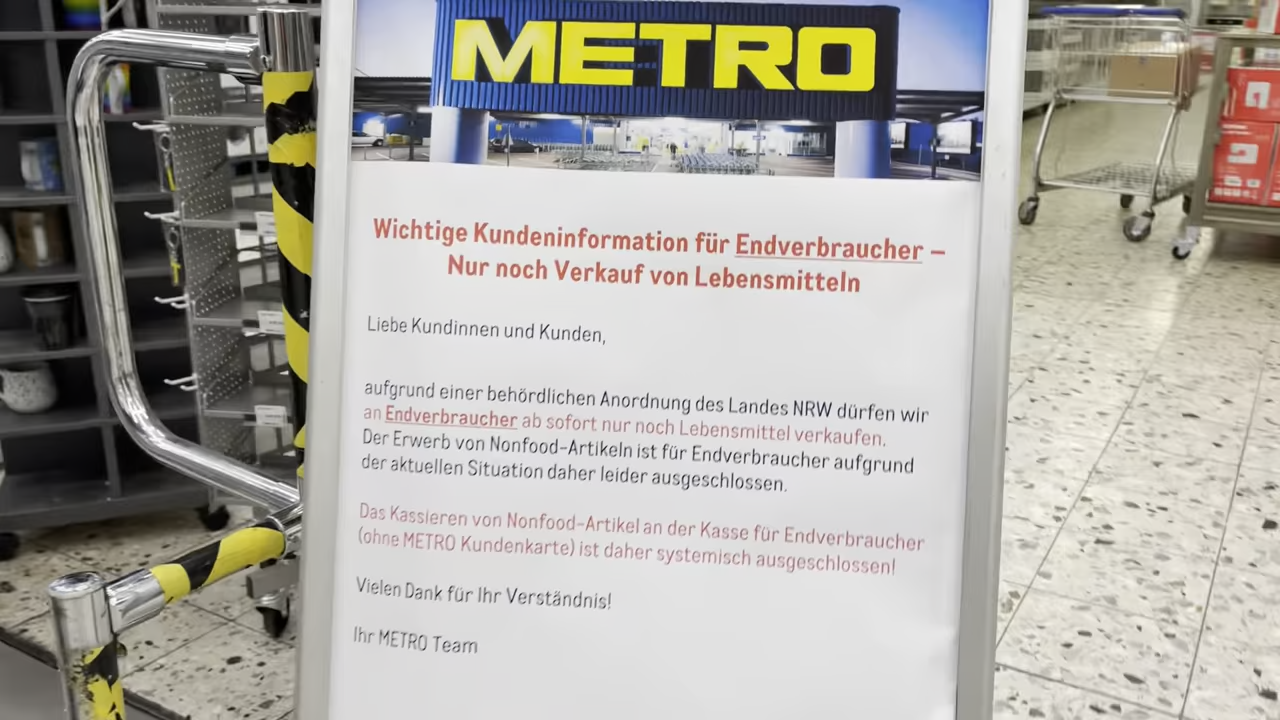 METRO
Wichtige Kundeninformation für Endverbraucher –
Nur noch Verkauf von Lebensmitteln
Liebe Kundinnen und Kunden,
aufgrund einer behördlichen Anordnung des Landes NRW dürfen wir
an Endverbraucher ab sofort nur noch Lebensmittel verkaufen.
Der Erwerb von Nonfood-Artikeln ist für Endverbraucher aufgrund
der aktuellen Situation daher leider ausgeschlossen.
Das Kassieren von Nonfood-Artikel an der Kasse für Endverbraucher
(ohne METRO Kundenkarte) ist daher systemisch ausgeschlossen!
Vielen Dank für Ihr Verständnis!
Ihr METRO Team